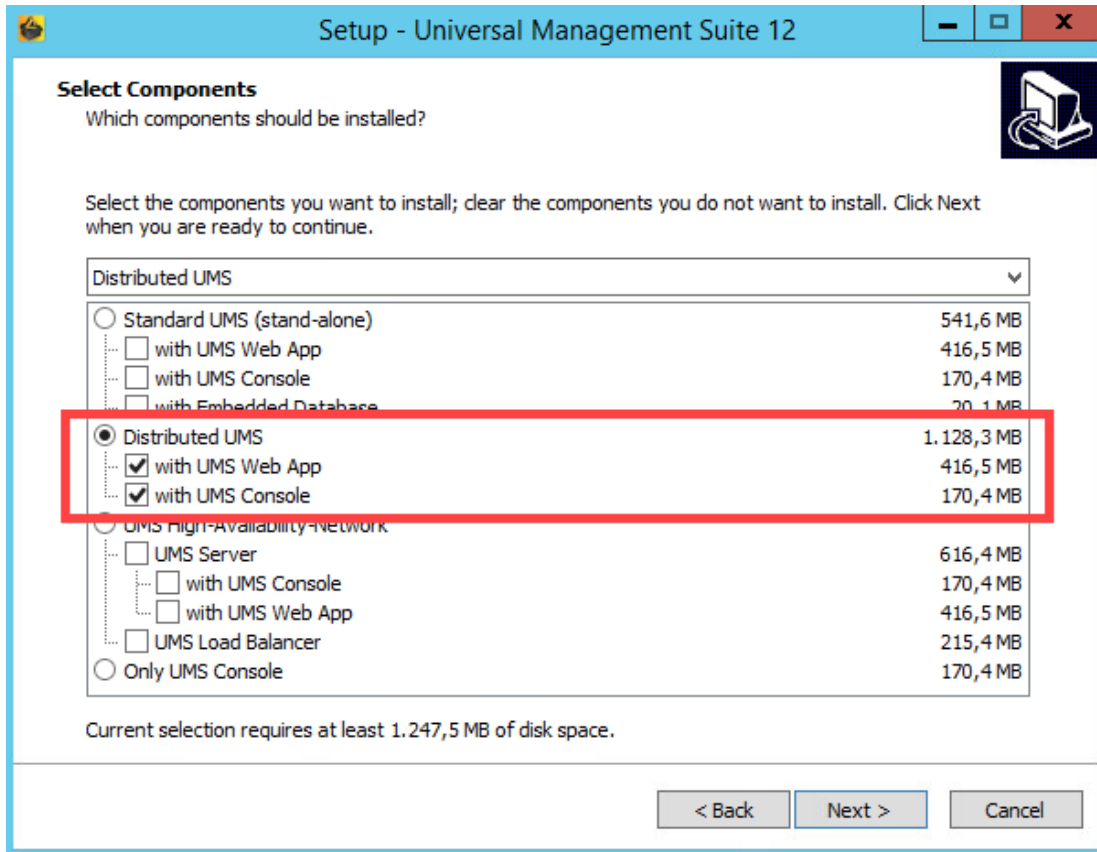 Setup - Universal Management Suite 12
Select Components
Which components should be installed?
Select the components you want to install; clear the components you do not want to install. Click Next
when you are ready to continue.
Distributed UMS
Standard UMS (stand-alone) 541,6 MB
with UMS Web App 416,5 MB
with UMS Console 170,4 MB
with Embedded Database 20,1 MB
Distributed UMS 1.128,3 MB
with UMS Web App 416,5 MB
with UMS Console 170,4 MB
UMS High-Availability-Network
UMS Server 616,4 MB
with UMS Console 170,4 MB
with UMS Web App 416,5 MB
UMS Load Balancer 215,4 MB
Only UMS Console 170,4 MB
Current selection requires at least 1.247,5 MB of disk space.
< Back Next > Cancel